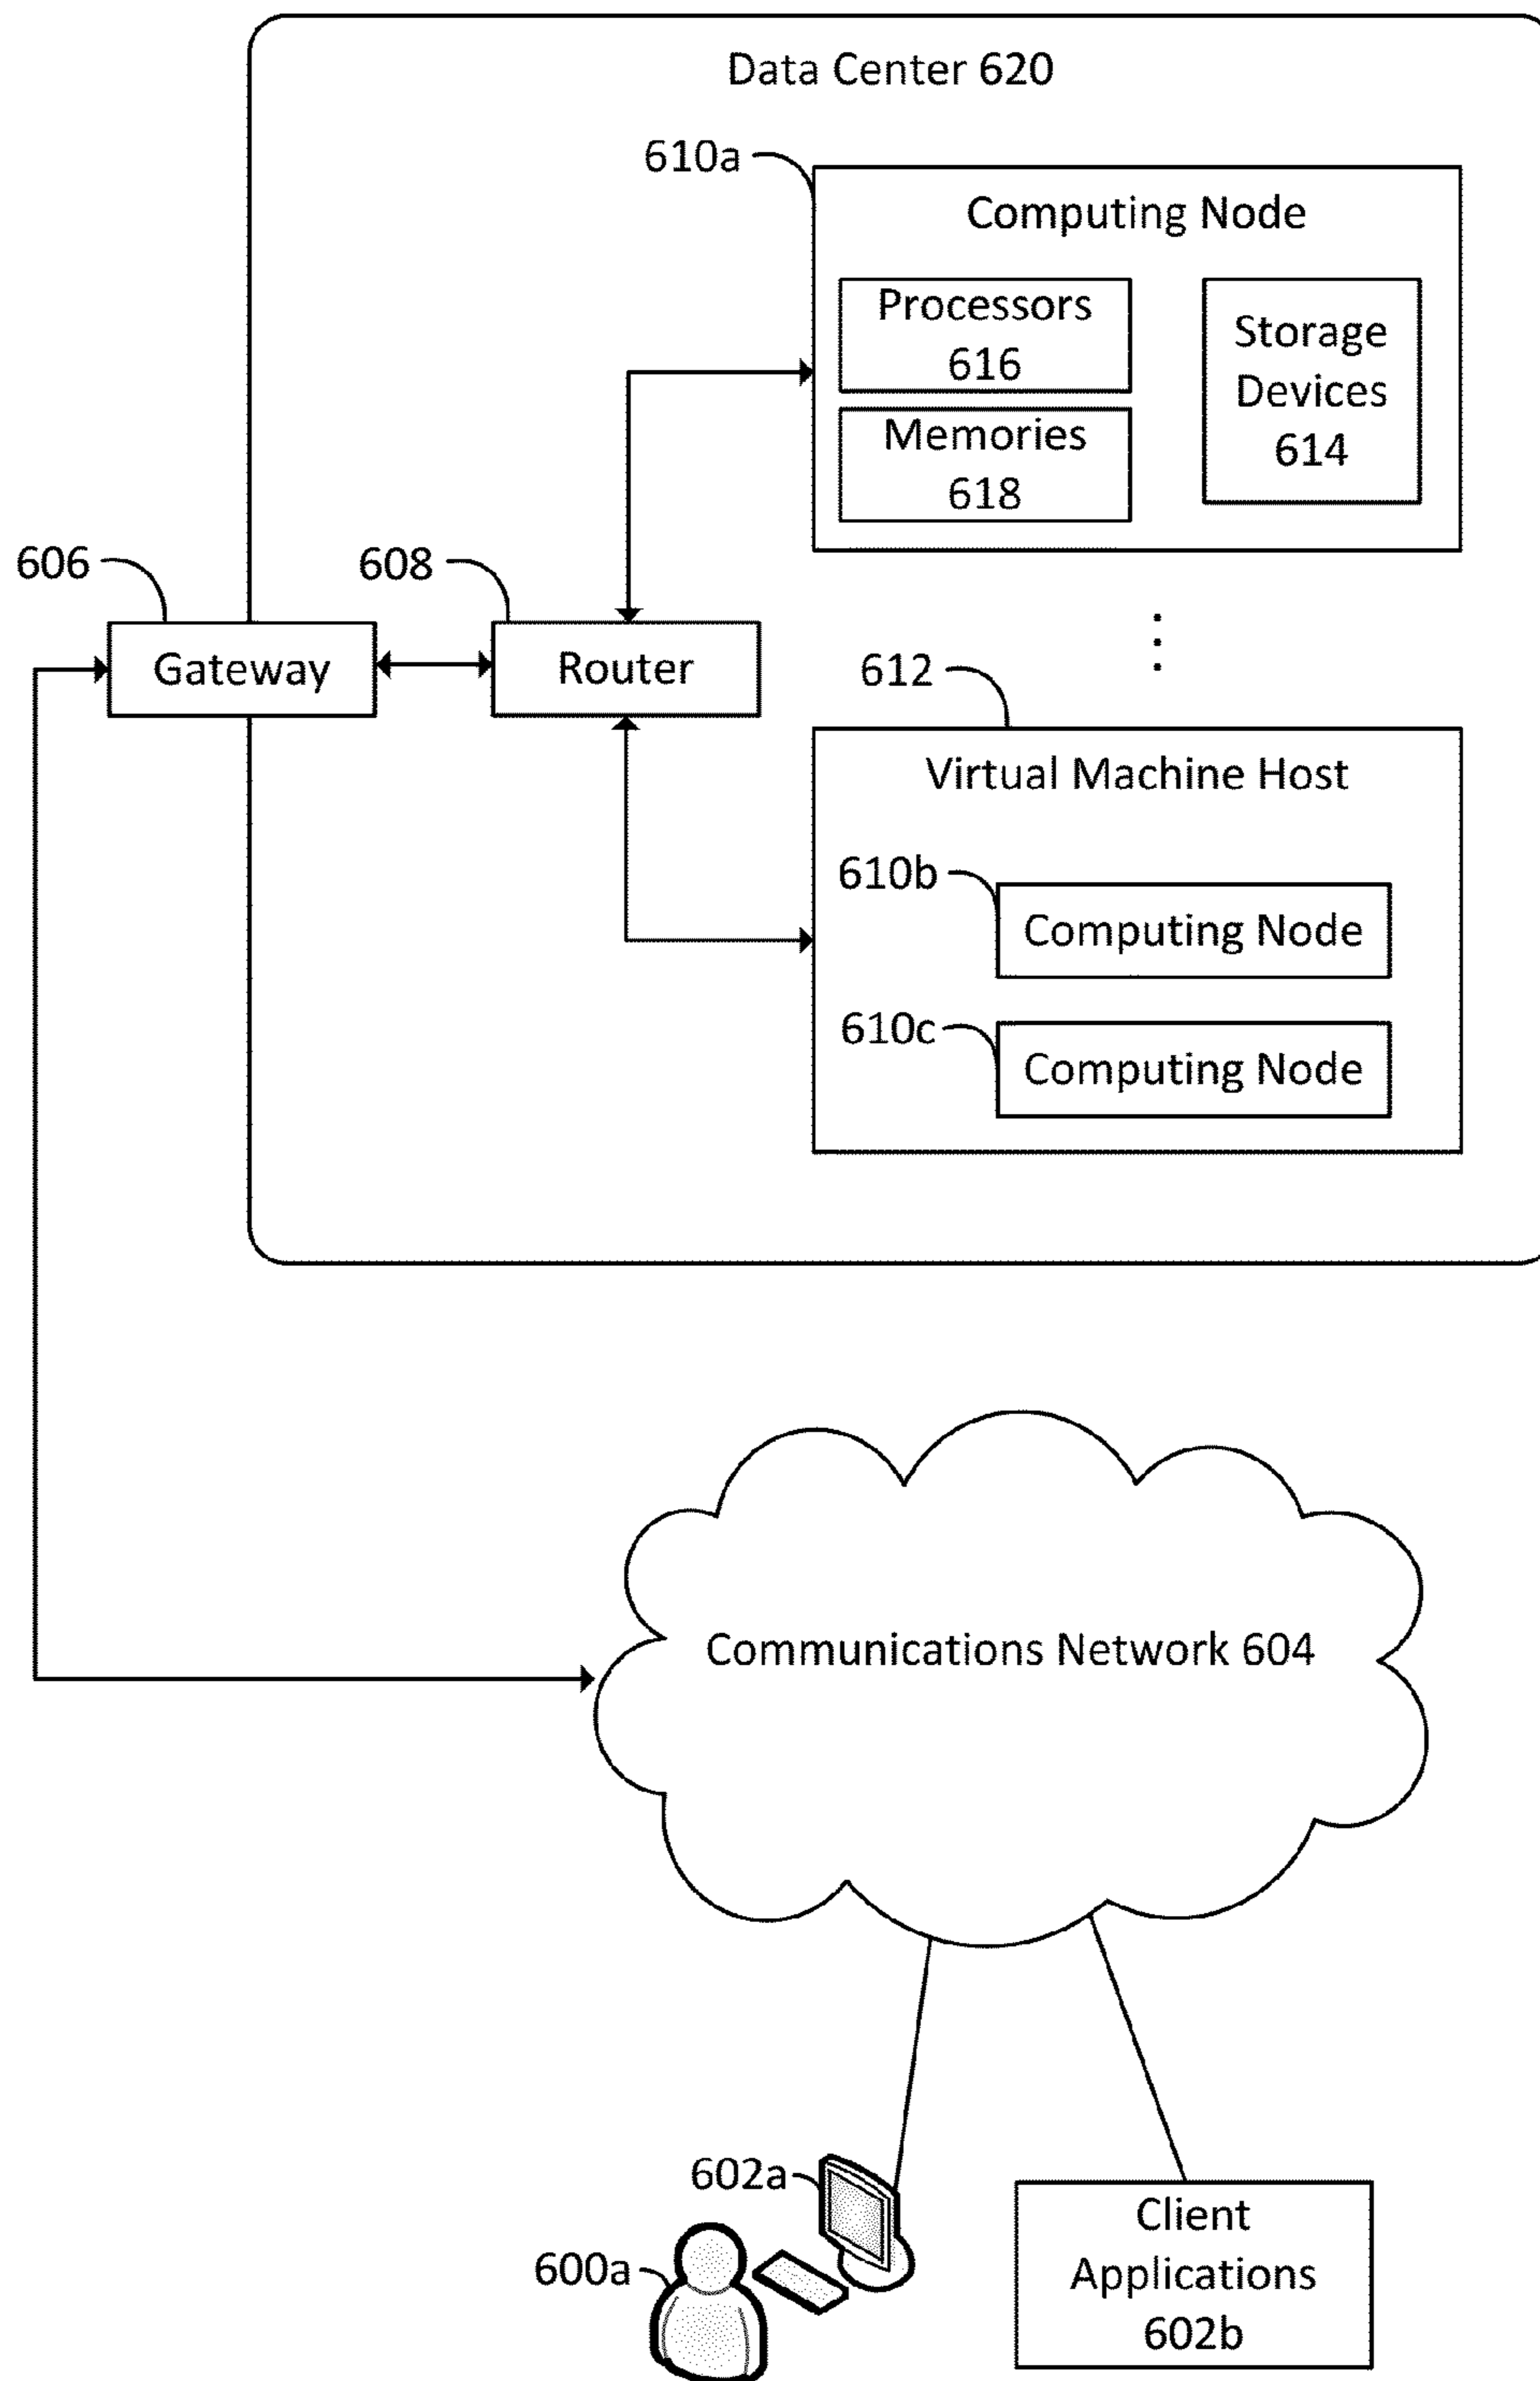 Data Center 620
610a
Computing Node
Processors
616
Storage
Devices
614
Memories
618
606
608
Gateway
Router
612
Virtual Machine Host
610b
Computing Node
610c
Computing Node
Communications Network 604
602a
600a
Client
Applications
602b